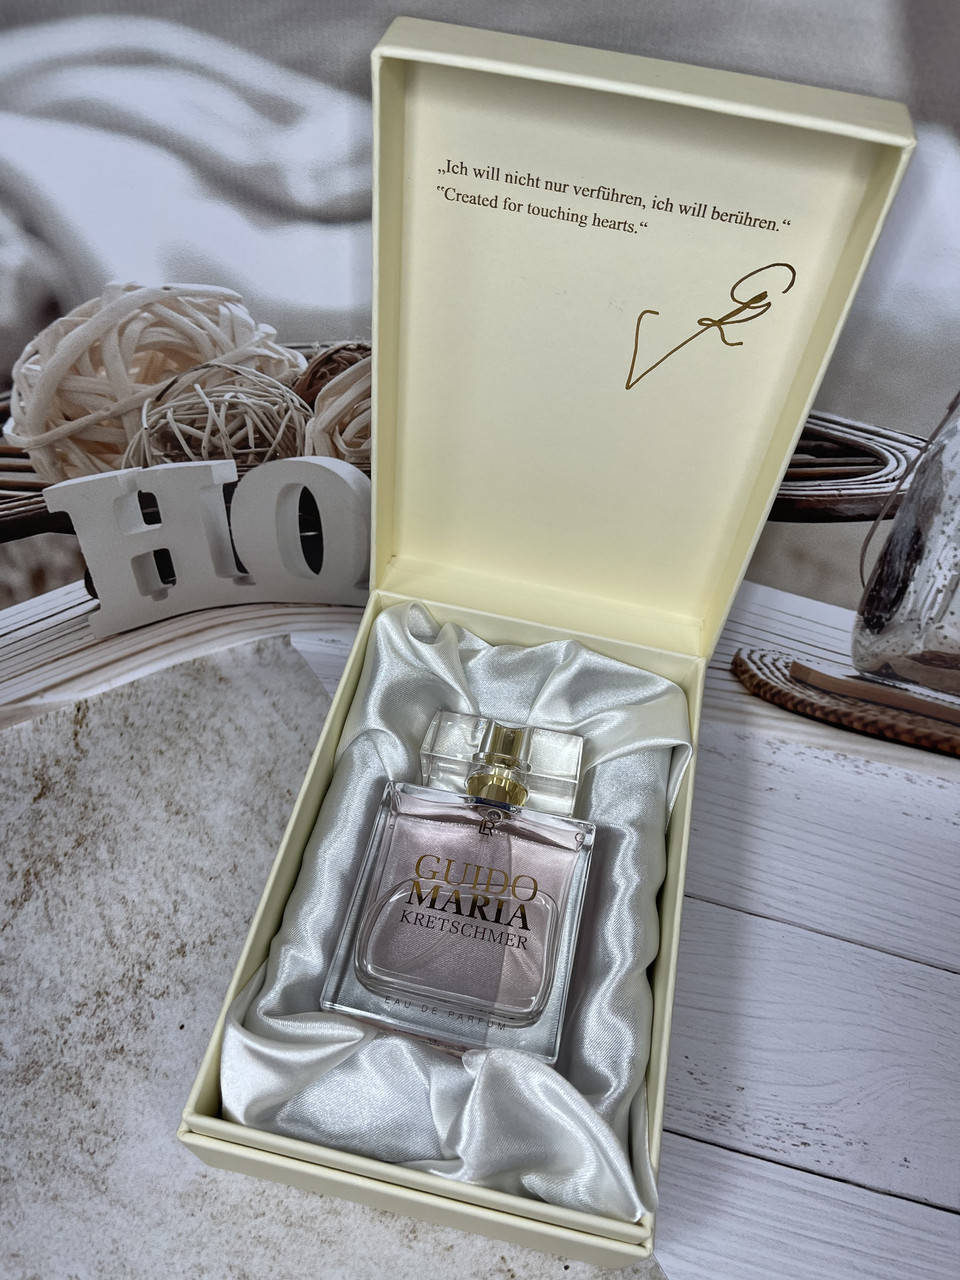 „Ich will nicht nur verführen, ich will berühren.“
“Created for touching hearts.“
HO
LR
GUIDO
MARIA
KRETSCHMER
EAU DE PARFUM